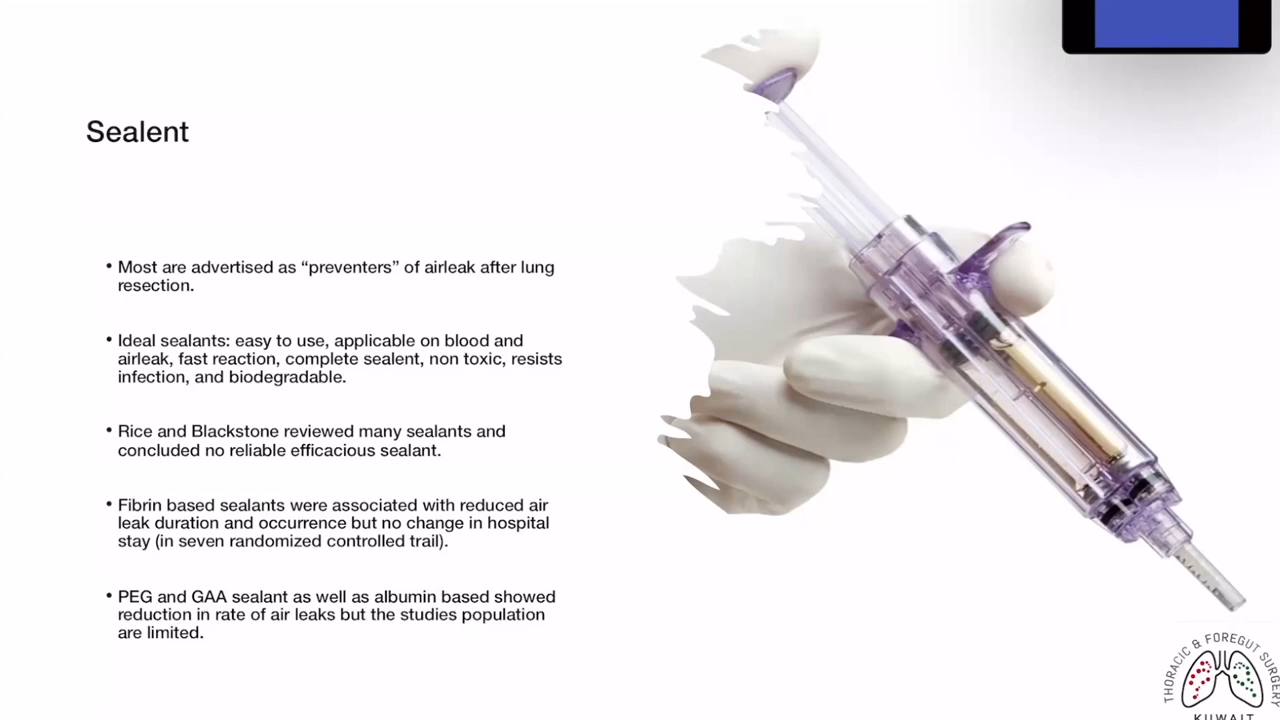 Sealent
• Most are advertised as “preventers” of airleak after lung
resection.
• Ideal sealants: easy to use, applicable on blood and
airleak, fast reaction, complete sealent, non toxic, resists
infection, and biodegradable.
• Rice and Blackstone reviewed many sealants and
concluded no reliable efficacious sealant.
• Fibrin based sealants were associated with reduced air
leak duration and occurrence but no change in hospital
stay (in seven randomized controlled trail).
• PEG and GAA sealant as well as albumin based showed
reduction in rate of air leaks but the studies population
are limited.
THORACIC & FOREGUT SURGERY
KUWAIT